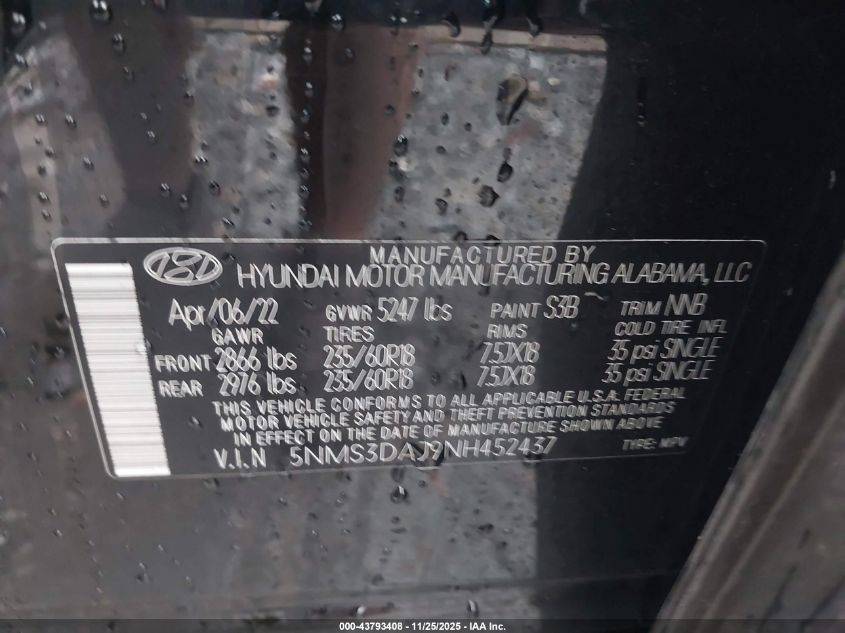 MANUFACTURED BY
HYUNDAI MOTOR MANUFACTURING ALABAMA, LLC
Apr/06/22 GVWR 5247 lbs PAINT S3B TRIM NNB
GAWR TIRES RIMS COLD TIRE INFL
FRONT 2866 lbs 235/60R18 7.5JX18 35 psi SINGLE
REAR 2976 lbs 235/60R18 7.5JX18 35 psi SINGLE
THIS VEHICLE CONFORMS TO ALL APPLICABLE U.S.A. FEDERAL
MOTOR VEHICLE SAFETY AND THEFT PREVENTION STANDARDS
IN EFFECT ON THE DATE OF MANUFACTURE SHOWN ABOVE.
V.I.N 5NMS3DAJ9NH452437 TYPE: MPV
000-43793408 - 11/25/2025 - IAA Inc.